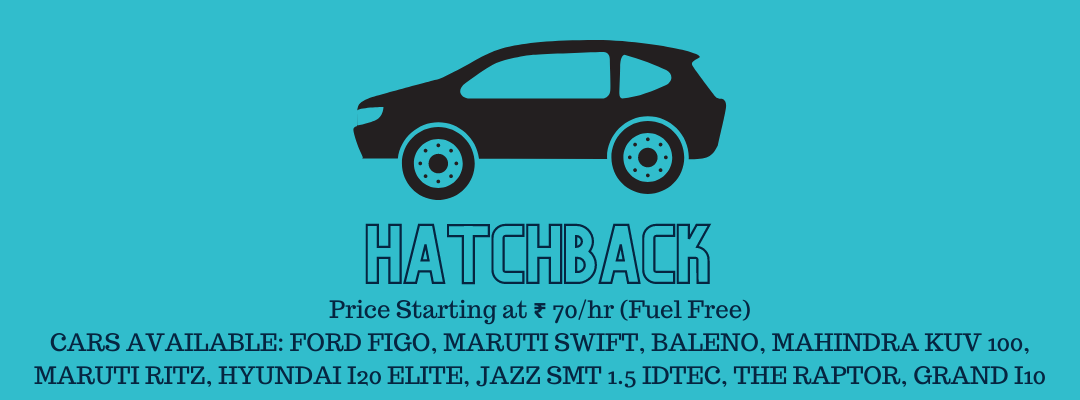 HATCHBACK
Price Starting at ₹ 70/hr (Fuel Free)
CARS AVAILABLE: FORD FIGO, MARUTI SWIFT, BALENO, MAHINDRA KUV 100,
MARUTI RITZ, HYUNDAI I20 ELITE, JAZZ SMT 1.5 IDTEC, THE RAPTOR, GRAND I10